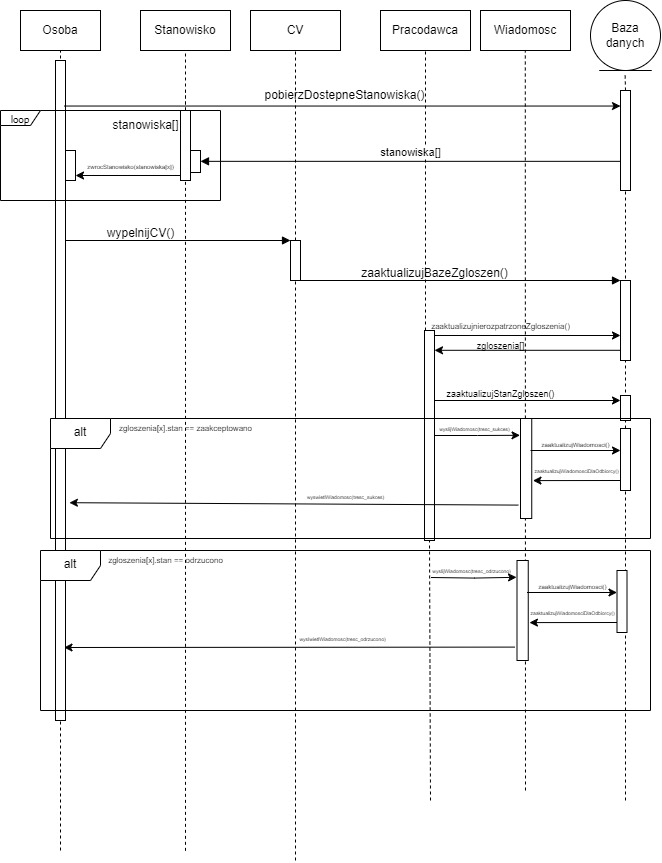 Osoba
Stanowisko
CV
Pracodawca
Wiadomosc
Baza
danych
pobierzDostepneStanowiska()
loop
stanowiska[]
stanowiska[]
zwrocStanowisko(stanowiska[x])
wypelnijCV()
zaaktualizujBazeZgloszen()
zaaktualizujnierozpatrzoneZgloszenia()
zgloszenia[]
zaaktualizujStanZgloszen()
alt
zgloszenia[x].stan == zaakceptowano
wyslijWiadomosc(tresc_sukces)
zaaktualizujWiadomosci()
zaaktualizujWiadomosciDlaOdbiorcy()
wyswietlWiadomosc(tresc_sukces)
alt
zgloszenia[x].stan == odrzucono
wyslijWiadomosc(tresc_odrzucono)
zaaktualizujWiadomosci()
zaaktualizujWiadomosciDlaOdbiorcy()
wyswietlWiadomosc(tresc_odrzucono)